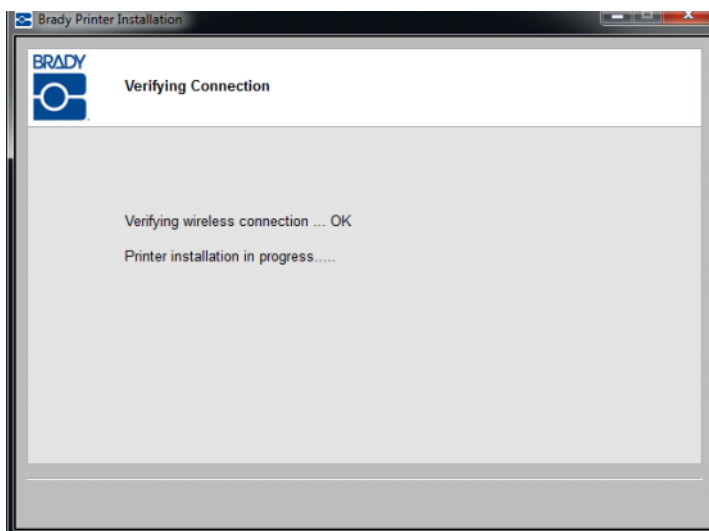 Brady Printer Installation
BRADY
Verifying Connection
Verifying wireless connection ... OK
Printer installation in progress.....